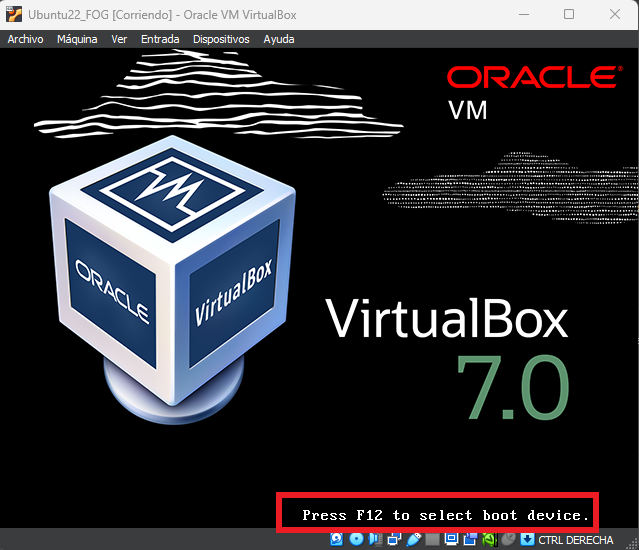 Ubuntu22_FOG [Corriendo] - Oracle VM VirtualBox
Archivo Máquina Ver Entrada Dispositivos Ayuda
ORACLE
VM
VM
ORACLE
VirtualBox
VirtualBox
7.0
Press F12 to select boot device.
CTRL DERECHA